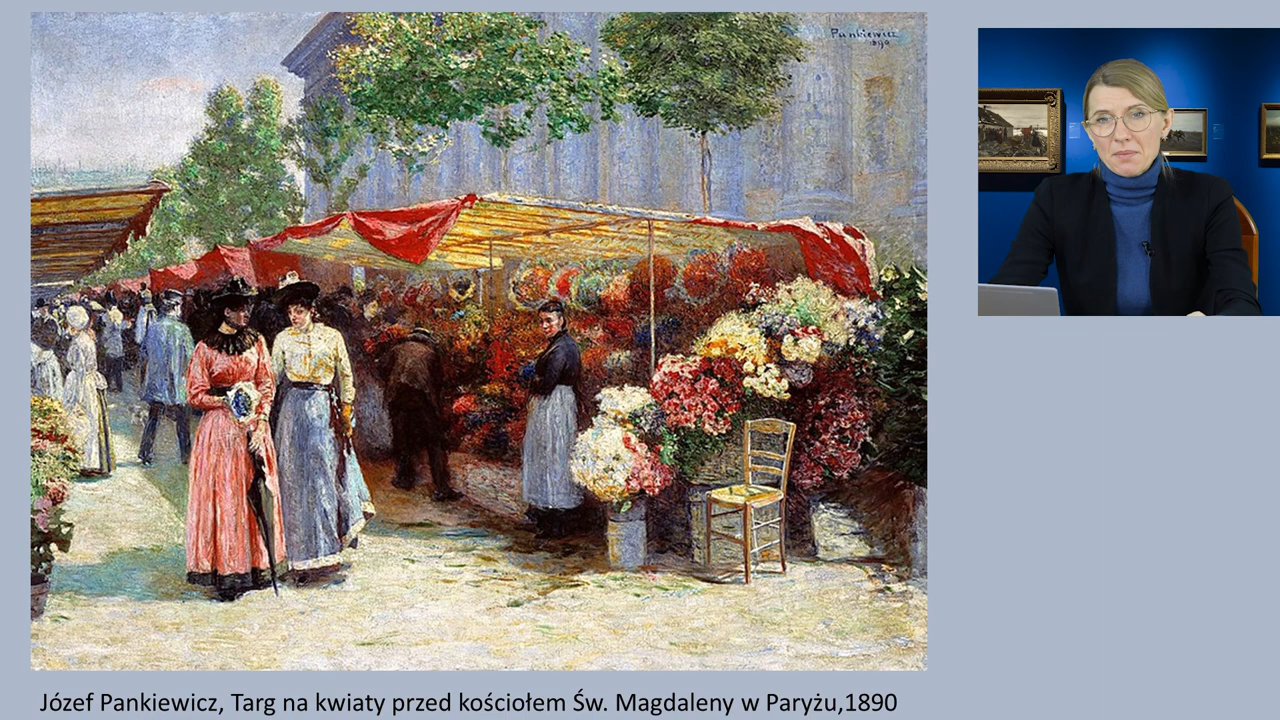 Pankiewicz
1890
Józef Pankiewicz, Targ na kwiaty przed kościołem Św. Magdaleny w Paryżu,1890